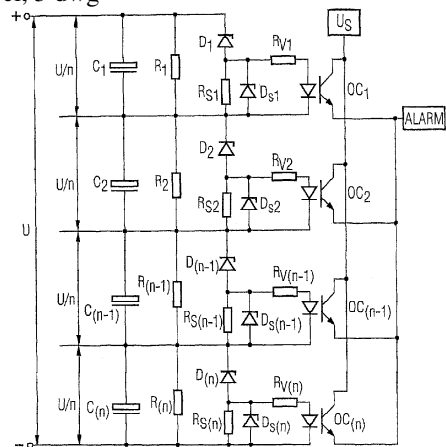 +
U_S
D_1
R_V1
C_1
R_1
U/n
R_S1
D_s1
OC_1
ALARM
D_2
R_V2
C_2
R_2
U/n
R_S2
D_s2
OC_2
U
D_(n-1)
R_V(n-1)
C_(n-1)
R_(n-1)
U/n
R_S(n-1)
D_s(n-1)
OC_(n-1)
D_(n)
R_V(n)
C_(n)
R_(n)
U/n
R_S(n)
D_s(n)
OC_(n)